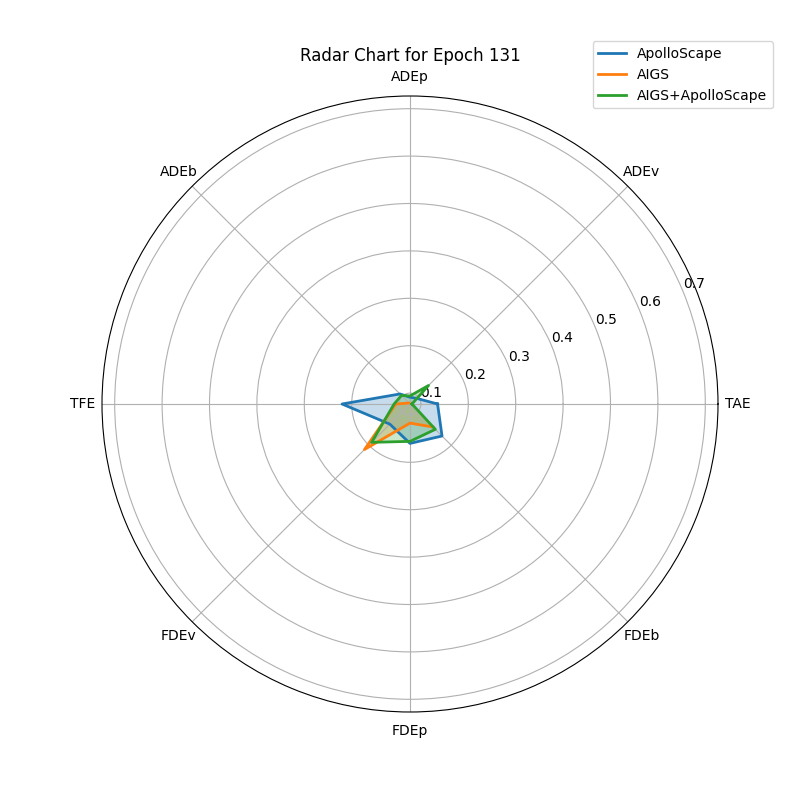 Radar Chart for Epoch 131
ApolloScape
AIGS
AIGS+ApolloScape
ADEp
ADEb
ADEv
0.7
0.6
0.5
0.4
0.3
0.2
0.1
TFE
TAE
FDEv
FDEb
FDEp